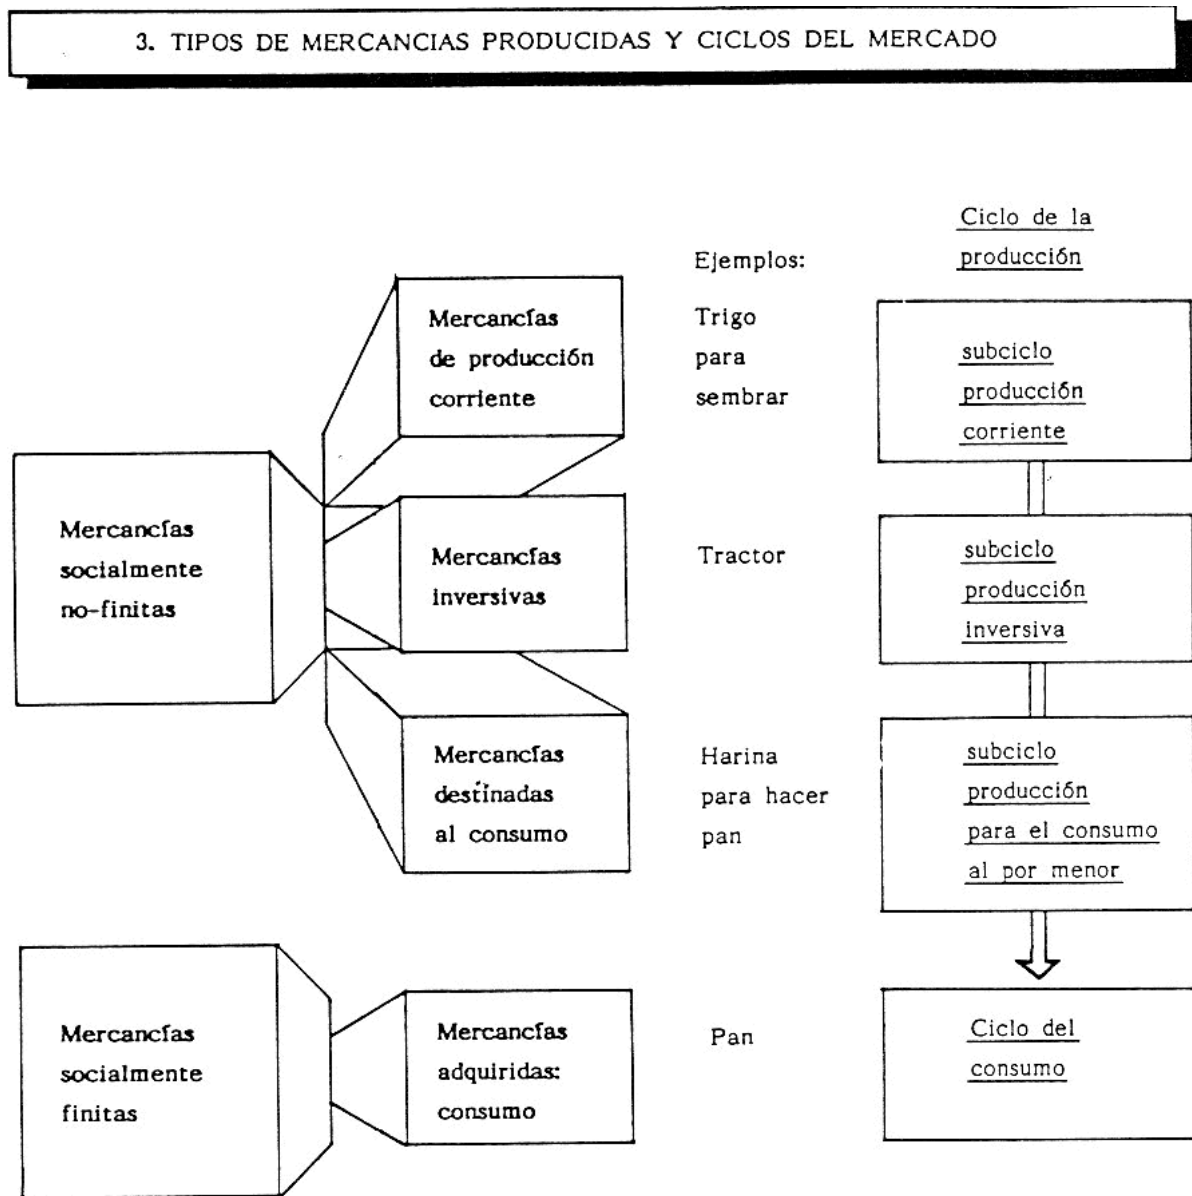 3. TIPOS DE MERCANCIAS PRODUCIDAS Y CICLOS DEL MERCADO
Ciclo de la
producción
Ejemplos:
Mercancías
de producción
corriente
Trigo
para
sembrar
subciclo
producción
corriente
Mercancías
socialmente
no-finitas
Mercancías
inversivas
Tractor
subciclo
producción
inversiva
Mercancías
destinadas
al consumo
Harina
para hacer
pan
subciclo
producción
para el consumo
al por menor
Mercancías
socialmente
finitas
Mercancías
adquiridas:
consumo
Pan
Ciclo del
consumo